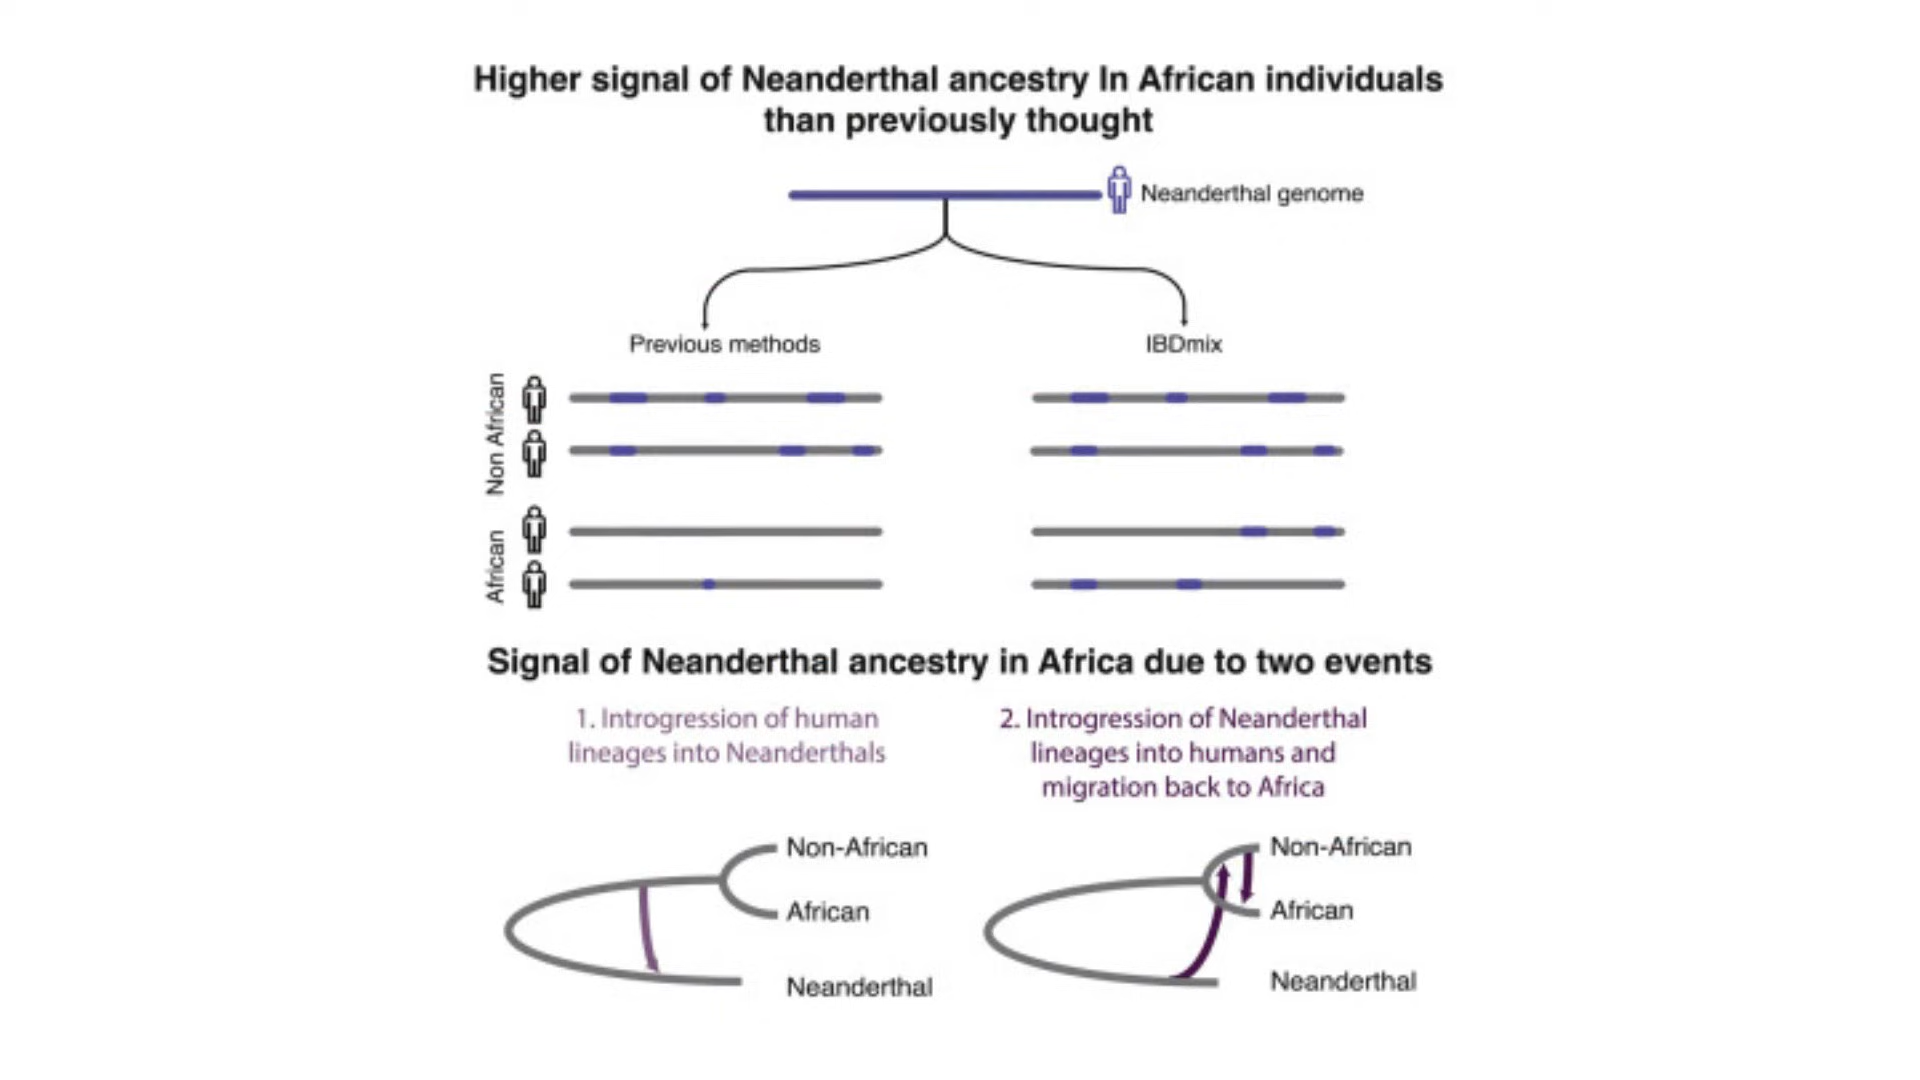 Higher signal of Neanderthal ancestry In African individuals
than previously thought
Neanderthal genome
Previous methods
IBDmix
Non African
African
Signal of Neanderthal ancestry in Africa due to two events
1. Introgression of human
lineages into Neanderthals
2. Introgression of Neanderthal
lineages into humans and
migration back to Africa
Non-African
African
Neanderthal
Non-African
African
Neanderthal